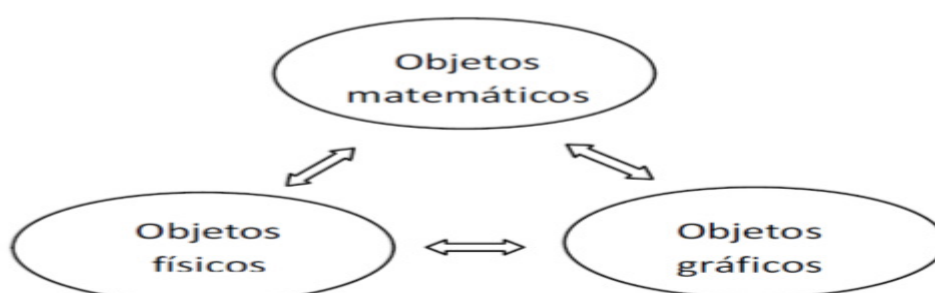 Objetos
matemáticos
Objetos
físicos
Objetos
gráficos